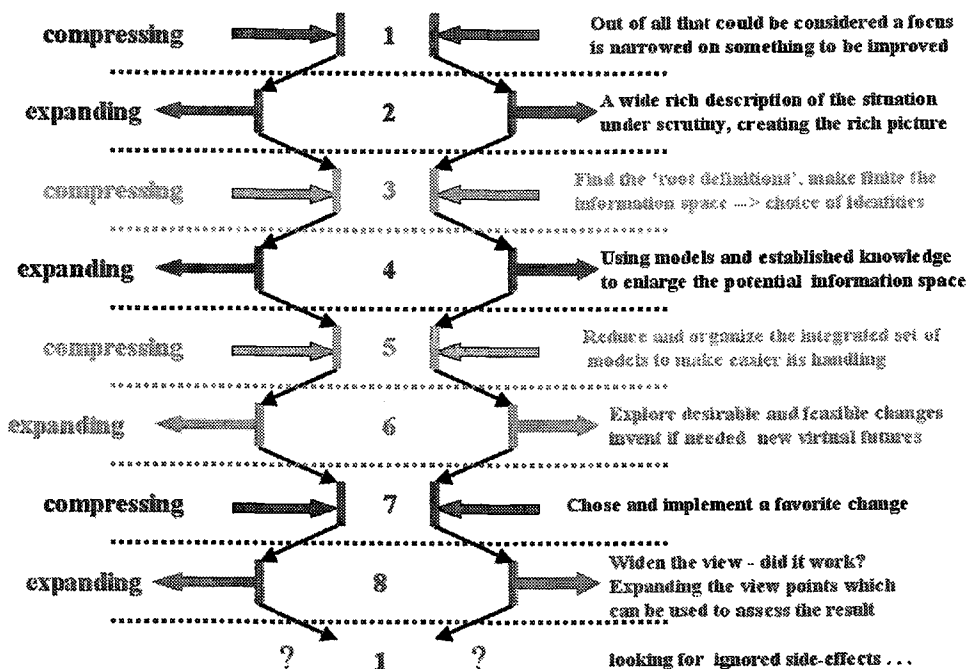 compressing 1 Out of all that could be considered a focus
is narrowed on something to be improved
expanding 2 A wide rich description of the situation
under scrutiny, creating the rich picture
compressing 3 Find the 'root definitions', make finite the
information space ---> choice of identities
expanding 4 Using models and established knowledge
to enlarge the potential information space
compressing 5 Reduce and organize the integrated set of
models to make easier its handling
expanding 6 Explore desirable and feasible changes
invent if needed new virtual futures
compressing 7 Chose and implement a favorite change
expanding 8 Widen the view - did it work?
Expanding the view points which
can be used to assess the result
? 1 ? looking for ignored side-effects . . .